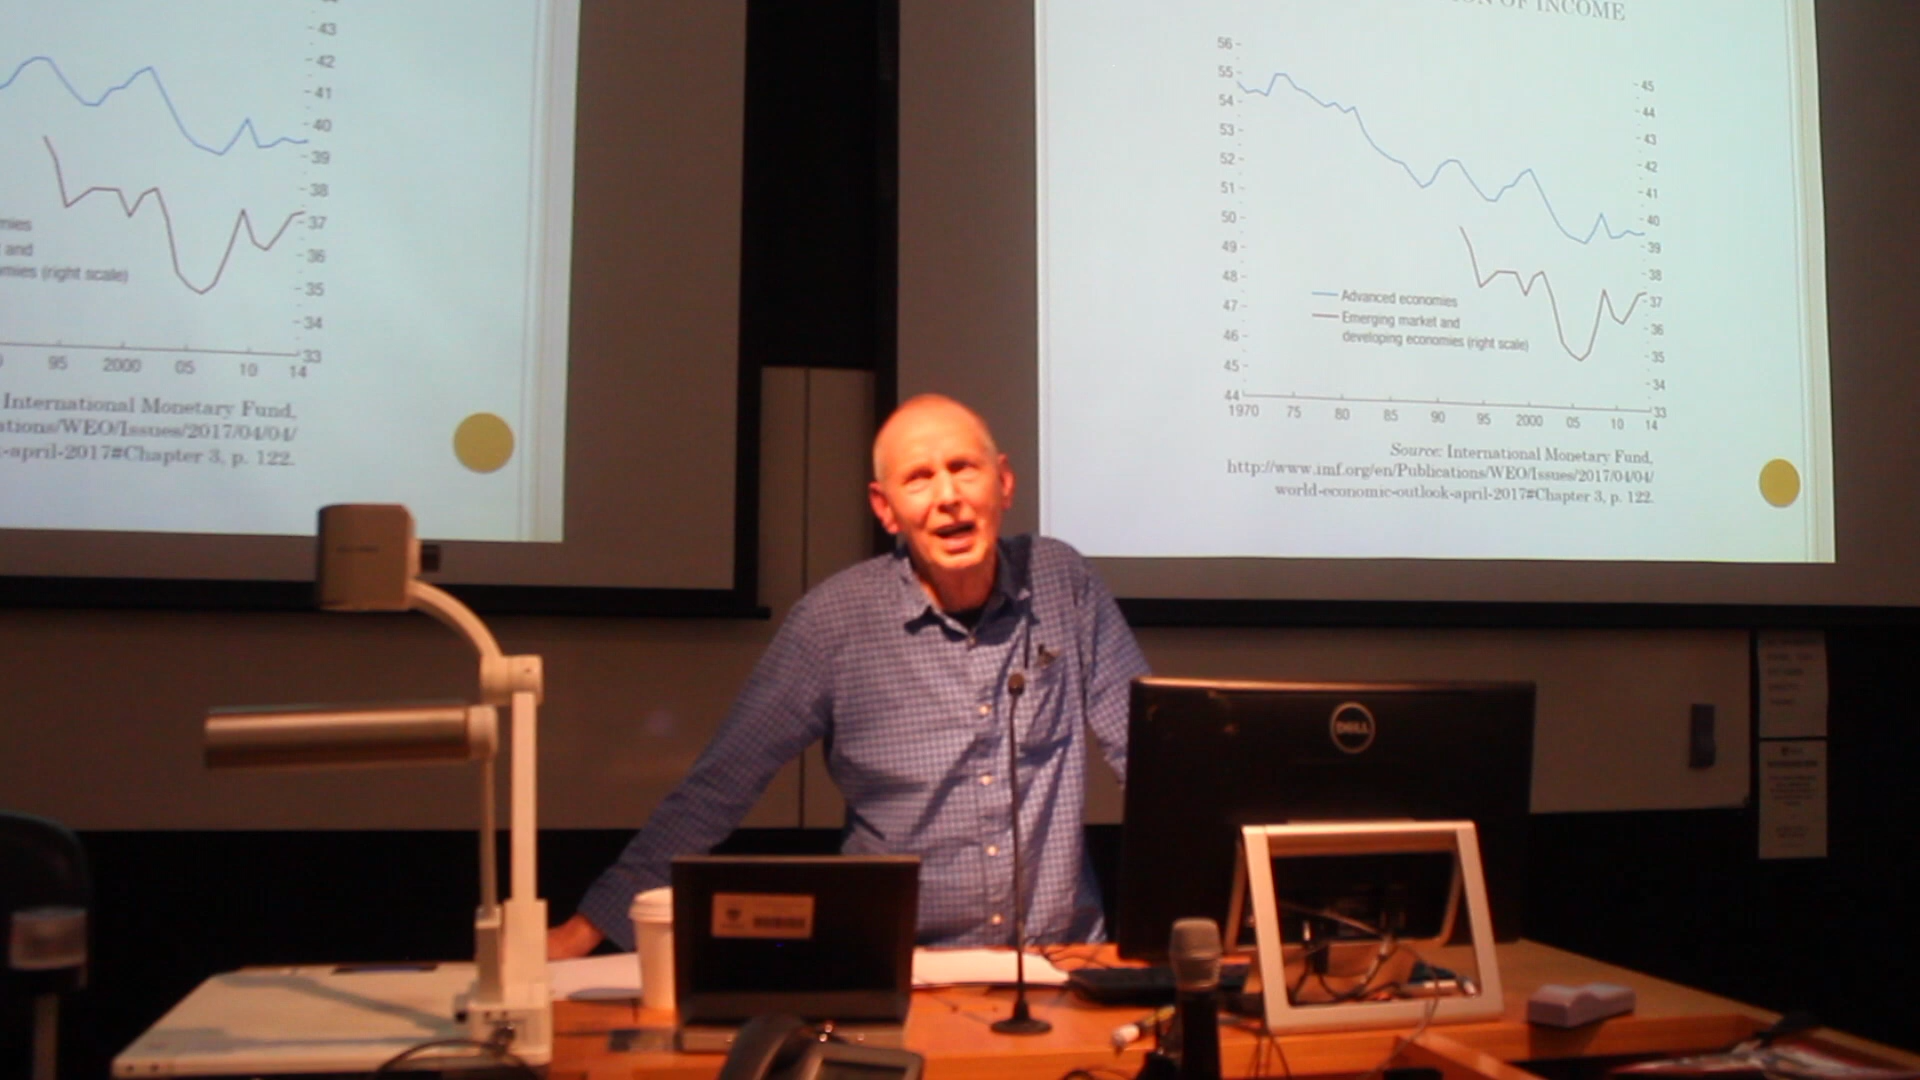 43
42
41
40
39
38
37
36
35
34
33
and
(right scale)
95 2000 05 10 14
International Monetary Fund,
/WEO/Issues/2017/04/04/
-april-2017#Chapter 3, p. 122.
OF INCOME
56
55
54
53
52
51
50
49
48
47
46
45
44
45
44
43
42
41
40
39
38
37
36
35
34
33
Advanced economies
Emerging market and
developing economies (right scale)
1970 75 80 85 90 95 2000 05 10 14
Source: International Monetary Fund,
http://www.imf.org/en/Publications/WEO/Issues/2017/04/04/
world-economic-outlook-april-2017#Chapter 3, p. 122.
DELL